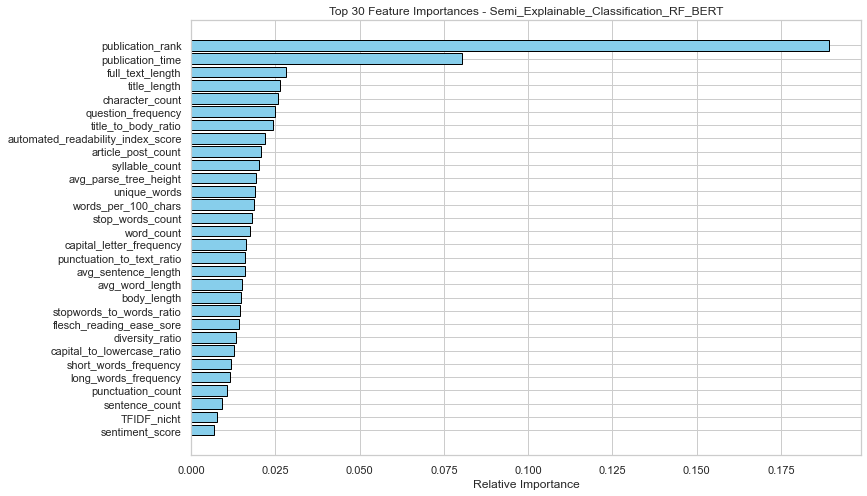 Top 30 Feature Importances - Semi_Explainable_Classification_RF_BERT
publication_rank
publication_time
full_text_length
title_length
character_count
question_frequency
title_to_body_ratio
automated_readability_index_score
article_post_count
syllable_count
avg_parse_tree_height
unique_words
words_per_100_chars
stop_words_count
word_count
capital_letter_frequency
punctuation_to_text_ratio
avg_sentence_length
avg_word_length
body_length
stopwords_to_words_ratio
flesch_reading_ease_sore
diversity_ratio
capital_to_lowercase_ratio
short_words_frequency
long_words_frequency
punctuation_count
sentence_count
TFIDF_nicht
sentiment_score
0.000 0.025 0.050 0.075 0.100 0.125 0.150 0.175
Relative Importance